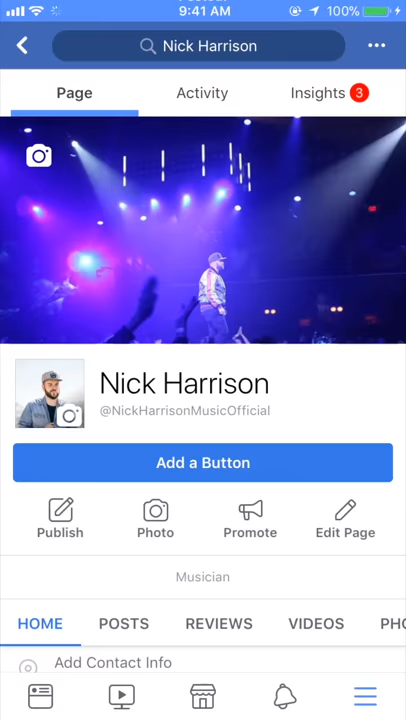 9:41 AM 100%
Nick Harrison
Page Activity Insights 3
Nick Harrison
@NickHarrisonMusicOfficial
Add a Button
Publish Photo Promote Edit Page
Musician
HOME POSTS REVIEWS VIDEOS PHO
Add Contact Info